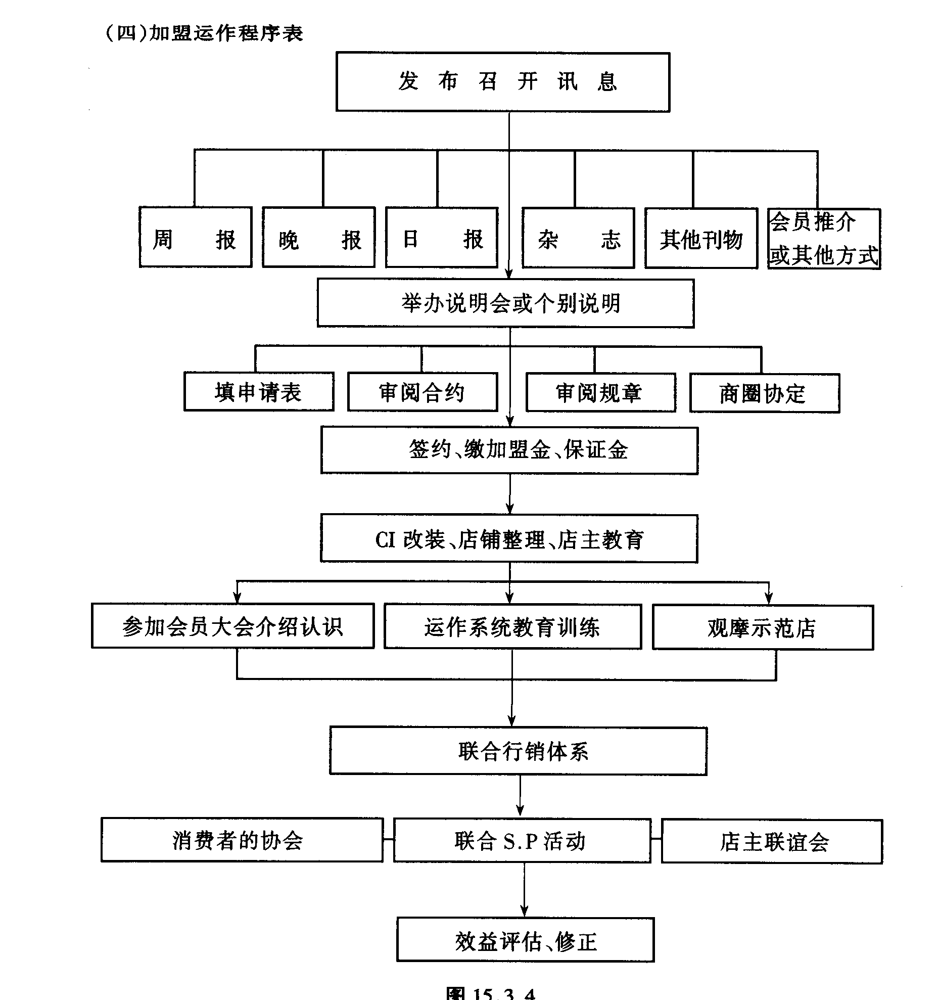 (四)加盟运作程序表
发布召开讯息
周报
晚报
日报
杂志
其他刊物
会员推介
或其他方式
举办说明会或个别说明
填申请表
审阅合约
审阅规章
商圈协定
签约、缴加盟金、保证金
CI 改装、店铺整理、店主教育
参加会员大会介绍认识
运作系统教育训练
观摩示范店
联合行销体系
消费者的协会
联合 S.P 活动
店主联谊会
效益评估、修正
图 15.3.4